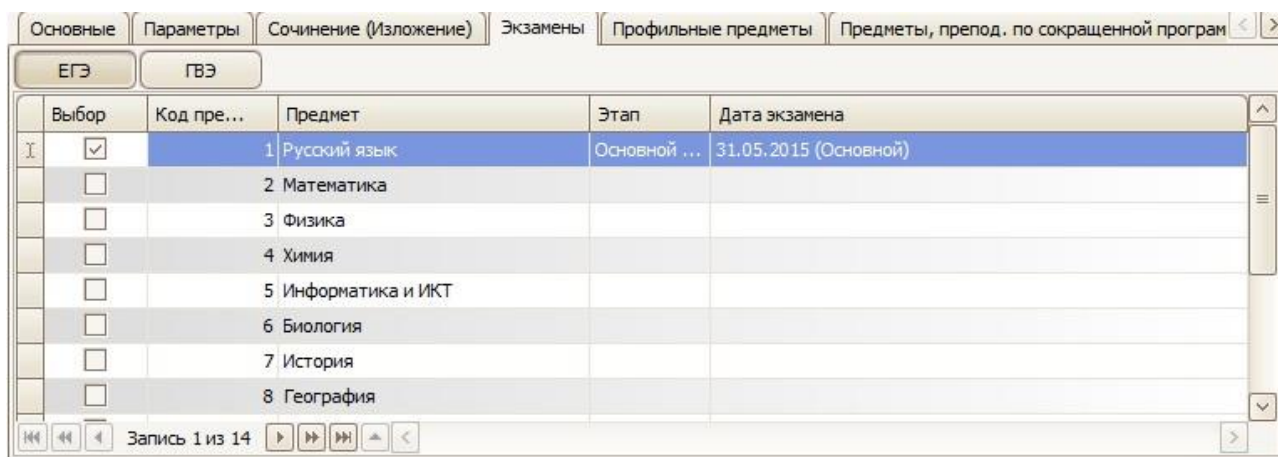 Основные Параметры Сочинение (Изложение) Экзамены Профильные предметы Предметы, препод. по сокращенной програм
ЕГЭ ГВЭ
Выбор Код пре... Предмет Этап Дата экзамена
1 Русский язык Основной ... 31.05.2015 (Основной)
2 Математика
3 Физика
4 Химия
5 Информатика и ИКТ
6 Биология
7 История
8 География
Запись 1 из 14